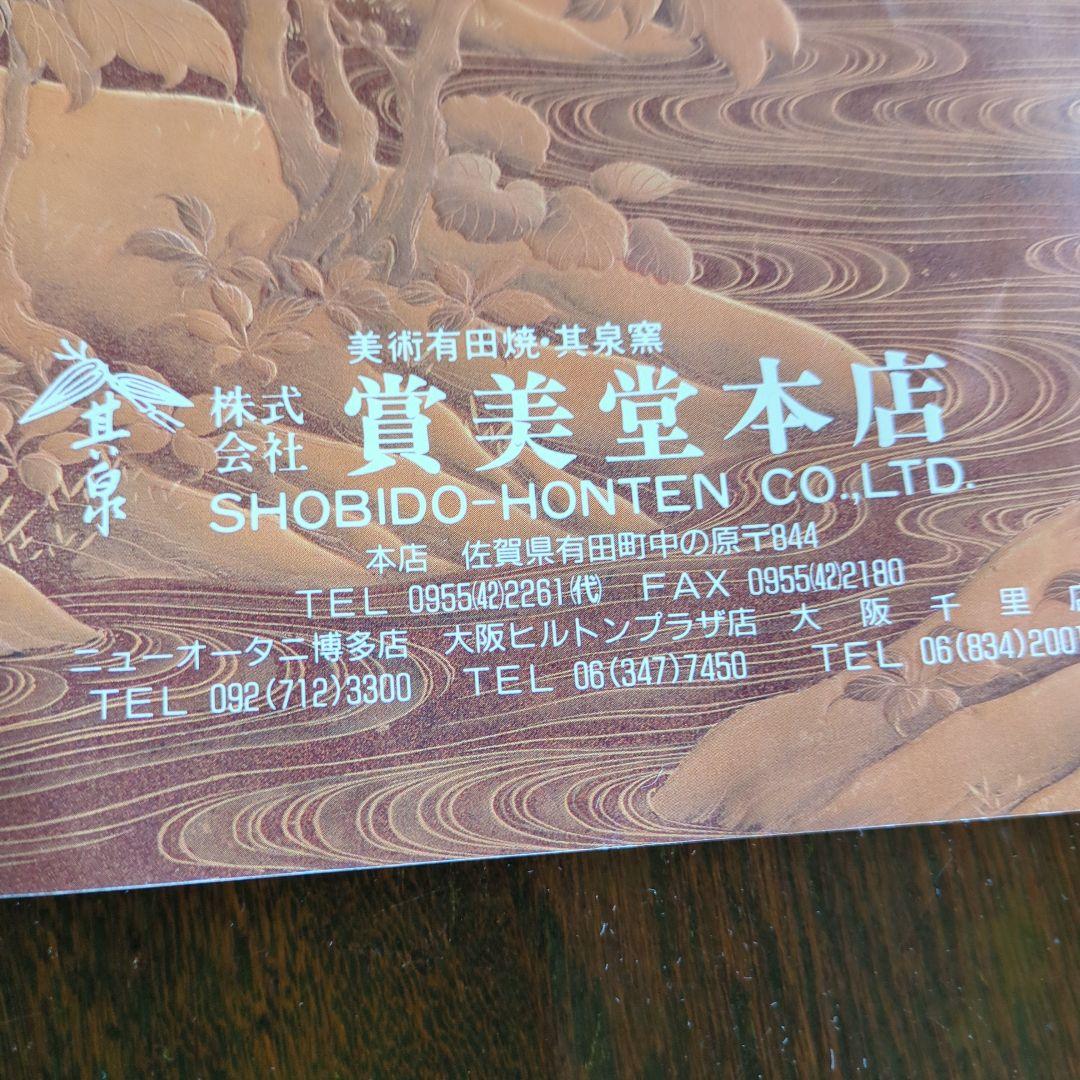 美術有田焼・其泉窯
其泉
株式会社 賞美堂本店
SHOBIDO-HONTEN CO.,LTD.
本店 佐賀県有田町中の原〒844
TEL 0955(42)2261(代) FAX 0955(42)2180
ニューオータニ博多店 大阪ヒルトンプラザ店 大阪千里店
TEL 092(712)3300 TEL 06(347)7450 TEL 06(834)2007